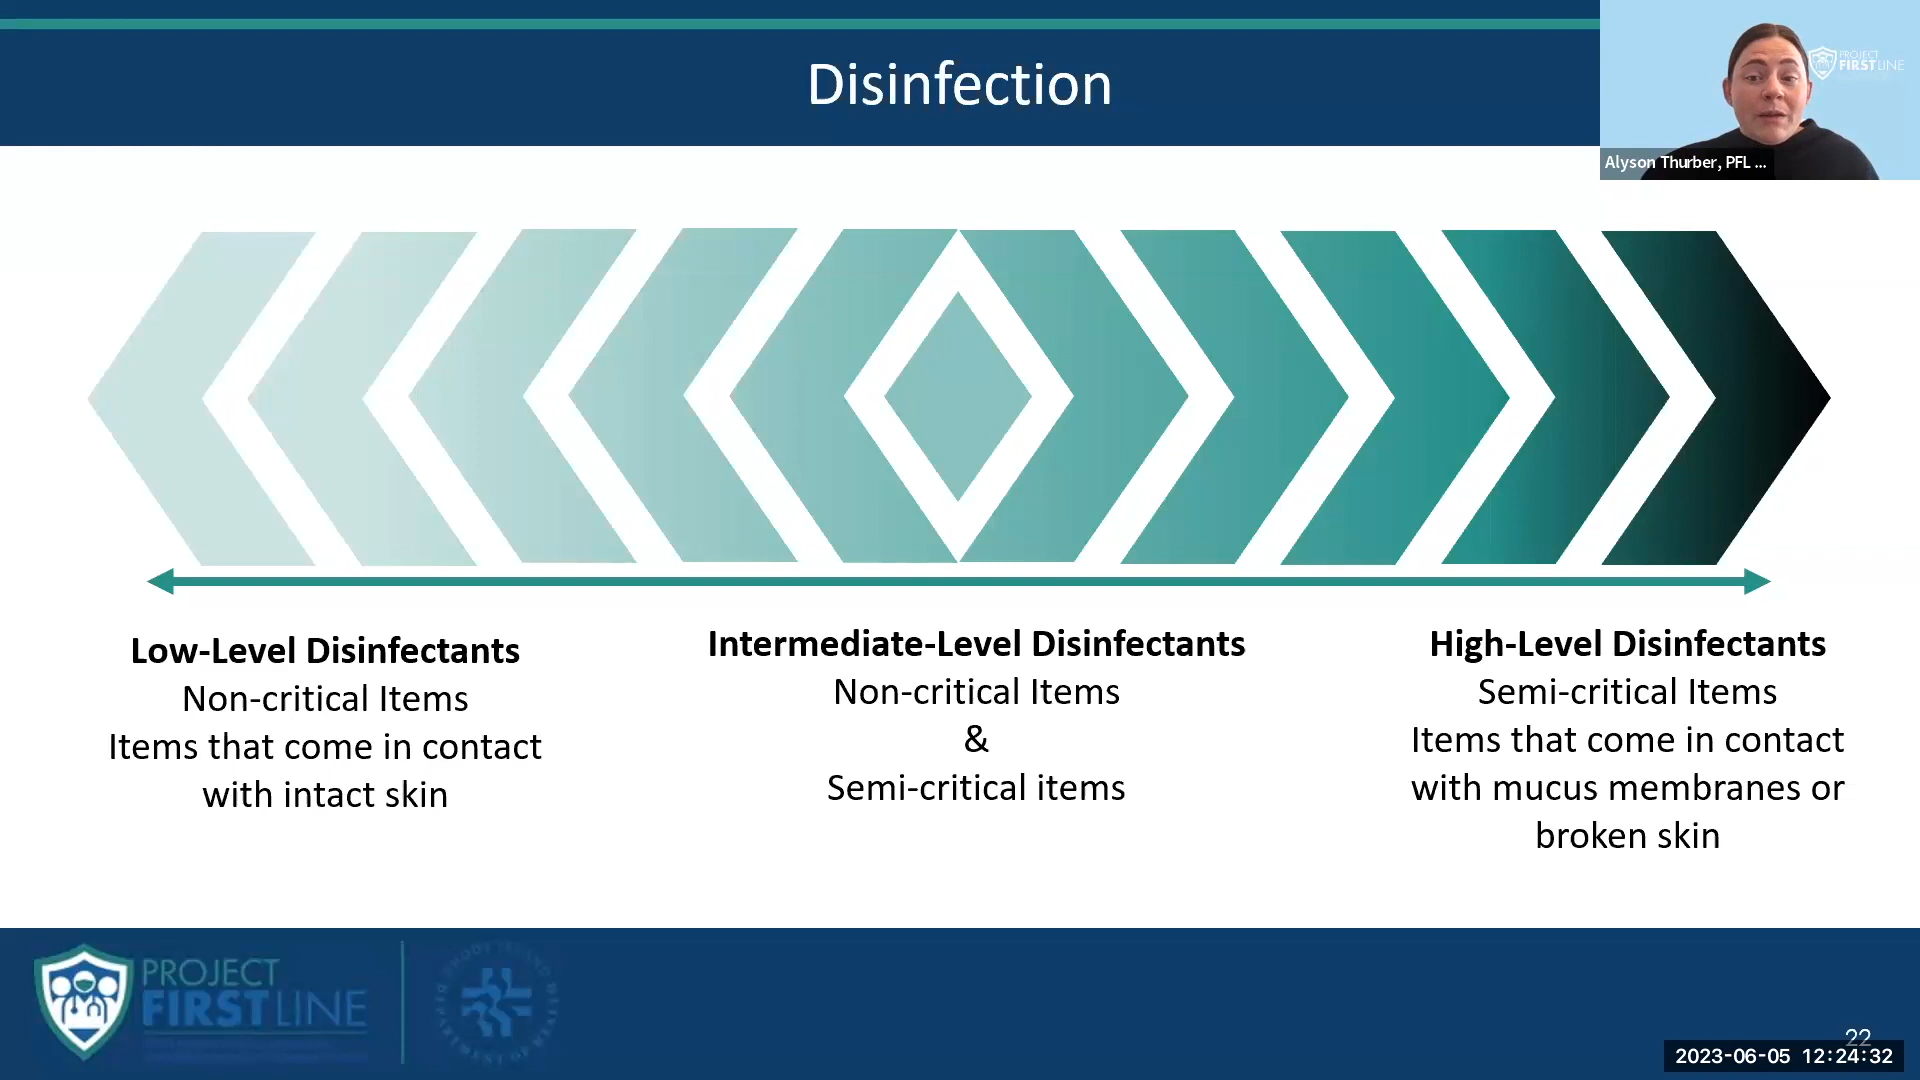 Disinfection
PROJECT
FIRSTLINE
Alyson Thurber, PFL ...
Low-Level Disinfectants
Non-critical Items
Items that come in contact
with intact skin
Intermediate-Level Disinfectants
Non-critical Items
&
Semi-critical items
High-Level Disinfectants
Semi-critical Items
Items that come in contact
with mucus membranes or
broken skin
PROJECT
FIRSTLINE
22
2023-06-05 12:24:32